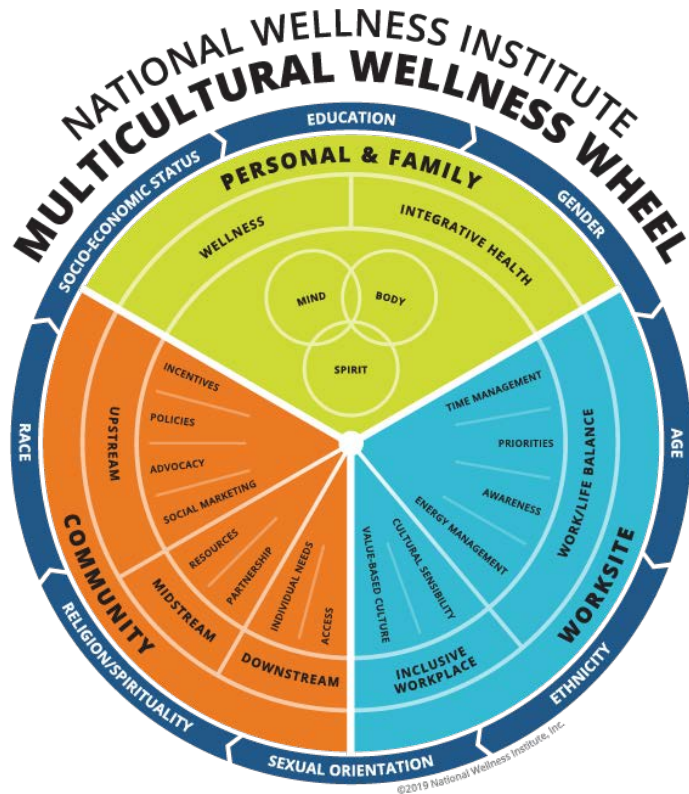 NATIONAL WELLNESS INSTITUTE
MULTICULTURAL WELLNESS WHEEL
EDUCATION
GENDER
AGE
ETHNICITY
SEXUAL ORIENTATION
RELIGION/SPIRITUALITY
RACE
SOCIO-ECONOMIC STATUS
PERSONAL & FAMILY
WELLNESS
INTEGRATIVE HEALTH
MIND
BODY
SPIRIT
WORKSITE
WORK/LIFE BALANCE
TIME MANAGEMENT
PRIORITIES
AWARENESS
ENERGY MANAGEMENT
INCLUSIVE
WORKPLACE
CULTURAL SENSIBILITY
VALUE-BASED CULTURE
COMMUNITY
DOWNSTREAM
ACCESS
INDIVIDUAL NEEDS
MIDSTREAM
PARTNERSHIP
RESOURCES
UPSTREAM
SOCIAL MARKETING
ADVOCACY
POLICIES
INCENTIVES
©2019 National Wellness Institute, Inc.